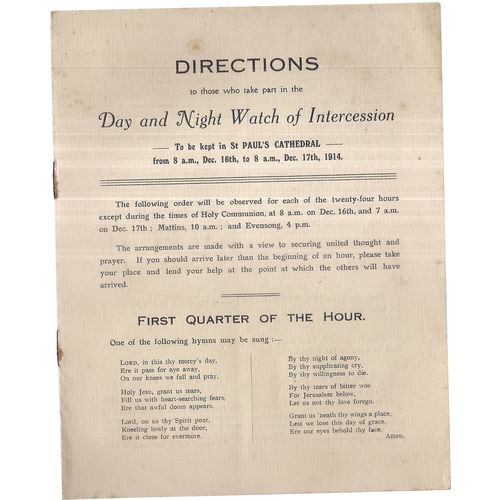 DIRECTIONS
to those who take part in the
Day and Night Watch of Intercession
To be kept in St PAUL'S CATHEDRAL
from 8 a.m., Dec. 16th, to 8 a.m., Dec. 17th, 1914.
The following order will be observed for each of the twenty-four hours
except during the times of Holy Communion, at 8 a.m. on Dec. 16th, and 7 a.m.
on Dec. 17th; Mattins, 10 a.m.; and Evensong, 4 p.m.
The arrangements are made with a view to securing united thought and
prayer. If you should arrive later than the beginning of an hour, please take
your place and lend your help at the point at which the others will have
arrived.
FIRST QUARTER OF THE HOUR.
One of the following hymns may be sung:—
LORD, in this thy mercy's day,
Ere it pass for aye away,
On our knees we fall and pray,
Holy Jesu, grant us tears,
Fill us with heart-searching fears,
Ere that awful doom appears.
Lord, on us thy Spirit pour,
Kneeling lowly at the door,
Ere it close for evermore.
By thy night of agony,
By thy supplicating cry,
By thy willingness to die.
By thy tears of bitter woe
For Jerusalem below,
Let us not thy love forego.
Grant us 'neath thy wings a place,
Lest we lose this day of grace,
Ere our eyes behold thy face.
Amen.